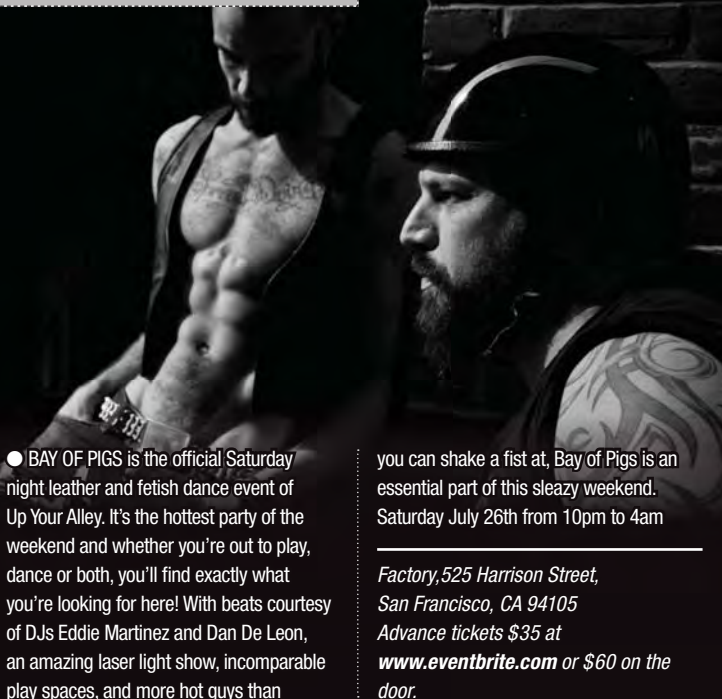 ● BAY OF PIGS is the official Saturday
night leather and fetish dance event of
Up Your Alley. It's the hottest party of the
weekend and whether you're out to play,
dance or both, you'll find exactly what
you're looking for here! With beats courtesy
of DJs Eddie Martinez and Dan De Leon,
an amazing laser light show, incomparable
play spaces, and more hot guys than
you can shake a fist at, Bay of Pigs is an
essential part of this sleazy weekend.
Saturday July 26th from 10pm to 4am
Factory,525 Harrison Street,
San Francisco, CA 94105
Advance tickets $35 at
www.eventbrite.com or $60 on the
door.